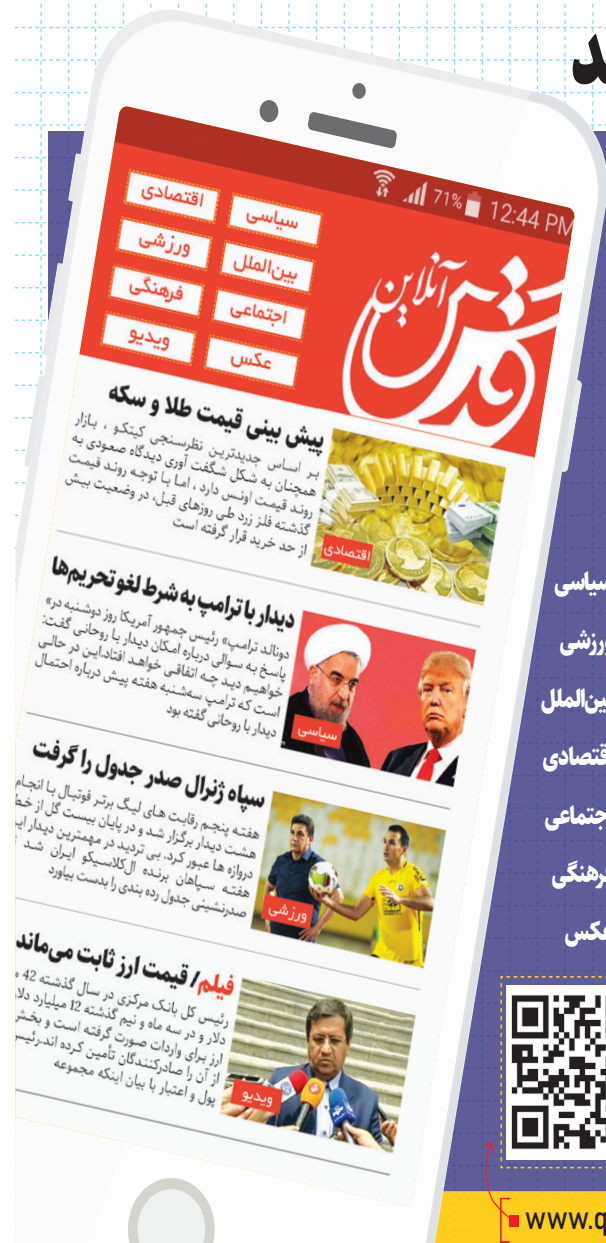 71% 12:44 PM
سیاسی
اقتصادی
بین‌الملل
ورزشی
اجتماعی
فرهنگی
عکس
ویدیو
قدس آنلاین
پیش بینی قیمت طلا و سکه
بر اساس جدیدترین نظرسنجی کیتکو ، بازار
همچنان به شکل شگفت آوری دیدگاه صعودی به
روند قیمت اونس دارد ، اما با توجه روند قیمت
گذشته فلز زرد طی روزهای قبل، در وضعیت بیش
از حد خرید قرار گرفته است
اقتصادی
دیدار با ترامپ به شرط لغو تحریم‌ها
دونالد ترامپ» رئیس جمهور آمریکا روز دوشنبه در»
پاسخ به سوالی درباره امکان دیدار با روحانی گفت:
خواهیم دید چه اتفاقی خواهد افتاد.این در حالی
است که ترامپ سه‌شنبه هفته پیش درباره احتمال
دیدار با روحانی گفته بود
سیاسی
سپاه ژنرال صدر جدول را گرفت
هفته پنجم رقابت های لیگ برتر فوتبال با انجام
هشت دیدار برگزار شد و در پایان بیست گل از خط
دروازه ها عبور کرد. بی تردید در مهمترین دیدار این
هفته سپاهان برنده ال‌کلاسیکو ایران شد
صدرنشینی جدول رده بندی را بدست بیاورد
ورزشی
فیلم/ قیمت ارز ثابت می‌ماند
رئیس کل بانک مرکزی در سال گذشته 42
دلار و در سه ماه و نیم گذشته 12 میلیارد دلار
ارز برای واردات صورت گرفته است و بخش
از آن را صادرکنندگان تأمین کرده اند.رئیس
پول و اعتبار با بیان اینکه مجموعه
ویدیو
سیاسی
ورزشی
بین‌الملل
اقتصادی
اجتماعی
فرهنگی
عکس
www.q